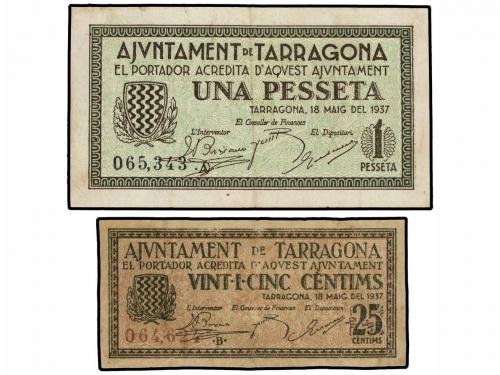 AJVNTAMENT DE TARRAGONA
EL PORTADOR ACREDITA D'AQVEST AJVNTAMENT
UNA PESSETA
TARRAGONA, 18 MAIG DEL 1937
El Conseller de Finances
L'Interventor El Dipositari
065,343 A 1
PESSETA
AJVNTAMENT DE TARRAGONA
EL PORTADOR ACREDITA D'AQVEST AJVNTAMENT
VINT-I-CINC CÈNTIMS
TARRAGONA, 18 MAIG DEL 1937
L'Interventor El Conseller de Finances El Dipositari
-B- 25
CÈNTIMS